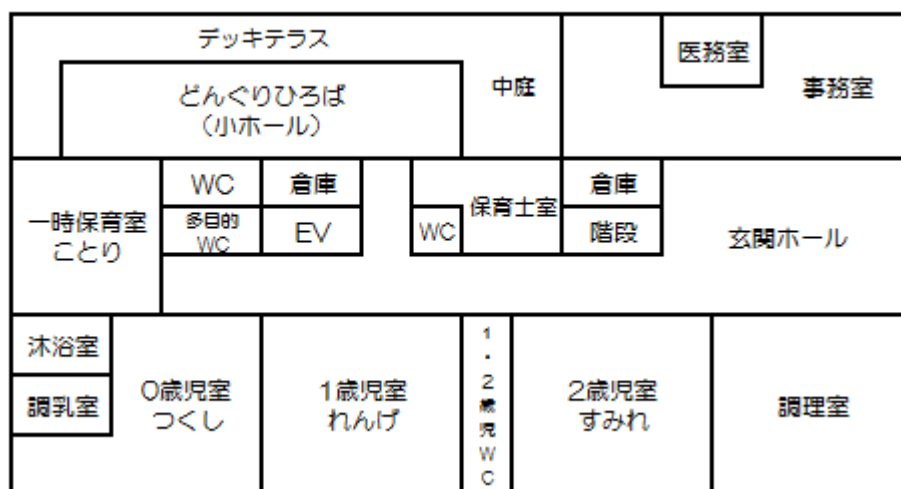 デッキテラス
どんぐりひろば
（小ホール）
中庭
医務室
事務室
一時保育室
ことり
WC
倉庫
多目的
WC
EV
WC
保育士室
倉庫
階段
玄関ホール
沐浴室
調乳室
0歳児室
つくし
1歳児室
れんげ
1・2歳児WC
2歳児室
すみれ
調理室